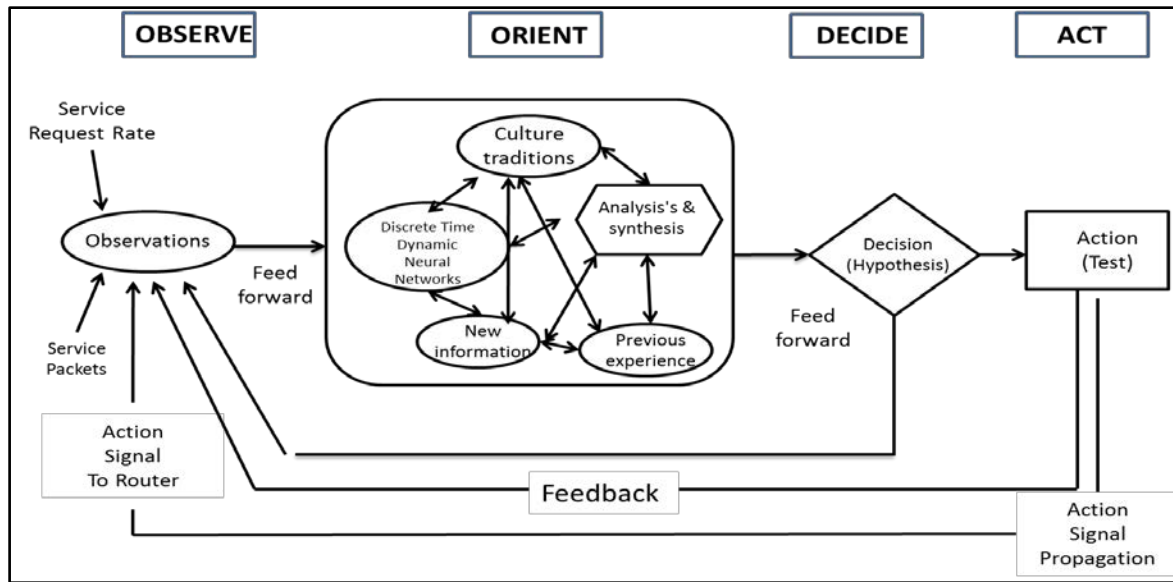 OBSERVE
ORIENT
DECIDE
ACT
Service
Request Rate
Observations
Service
Packets
Feed
forward
Culture
traditions
Discrete Time
Dynamic
Neural
Networks
Analysis's &
synthesis
New
information
Previous
experience
Feed
forward
Decision
(Hypothesis)
Action
(Test)
Action
Signal
To Router
Feedback
Action
Signal
Propagation